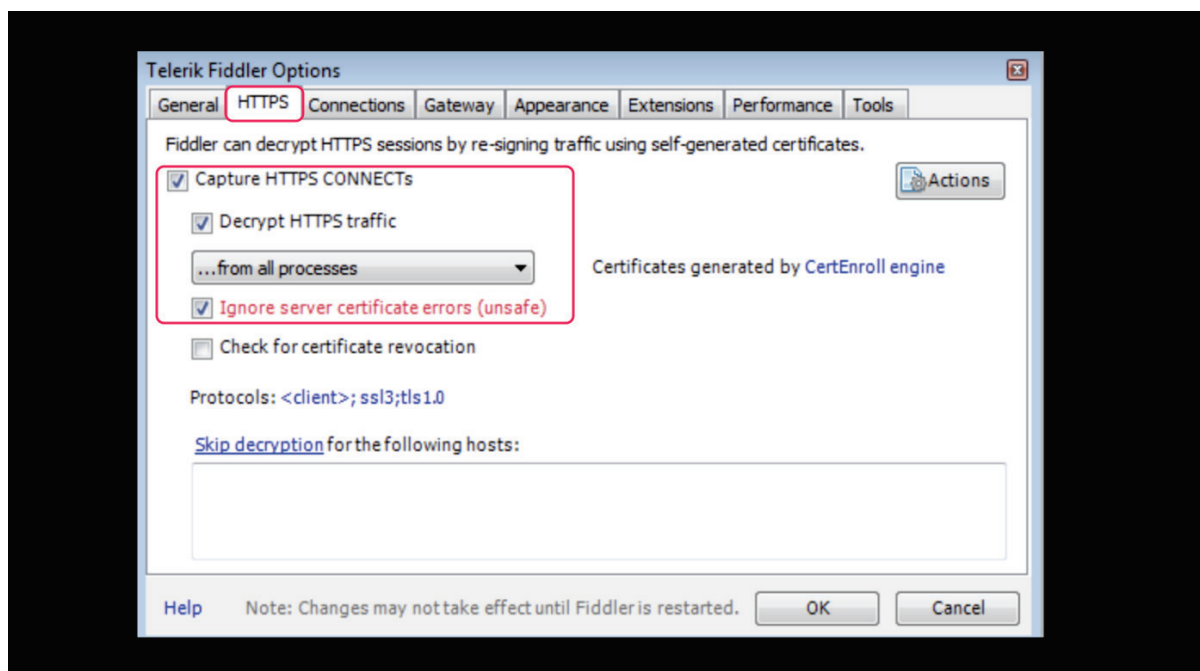 Telerik Fiddler Options
General HTTPS Connections Gateway Appearance Extensions Performance Tools
Fiddler can decrypt HTTPS sessions by re-signing traffic using self-generated certificates.
Capture HTTPS CONNECTs
Actions
Decrypt HTTPS traffic
...from all processes
Certificates generated by CertEnroll engine
Ignore server certificate errors (unsafe)
Check for certificate revocation
Protocols: <client>; ssl3;tls1.0
Skip decryption for the following hosts:
Help Note: Changes may not take effect until Fiddler is restarted. OK Cancel